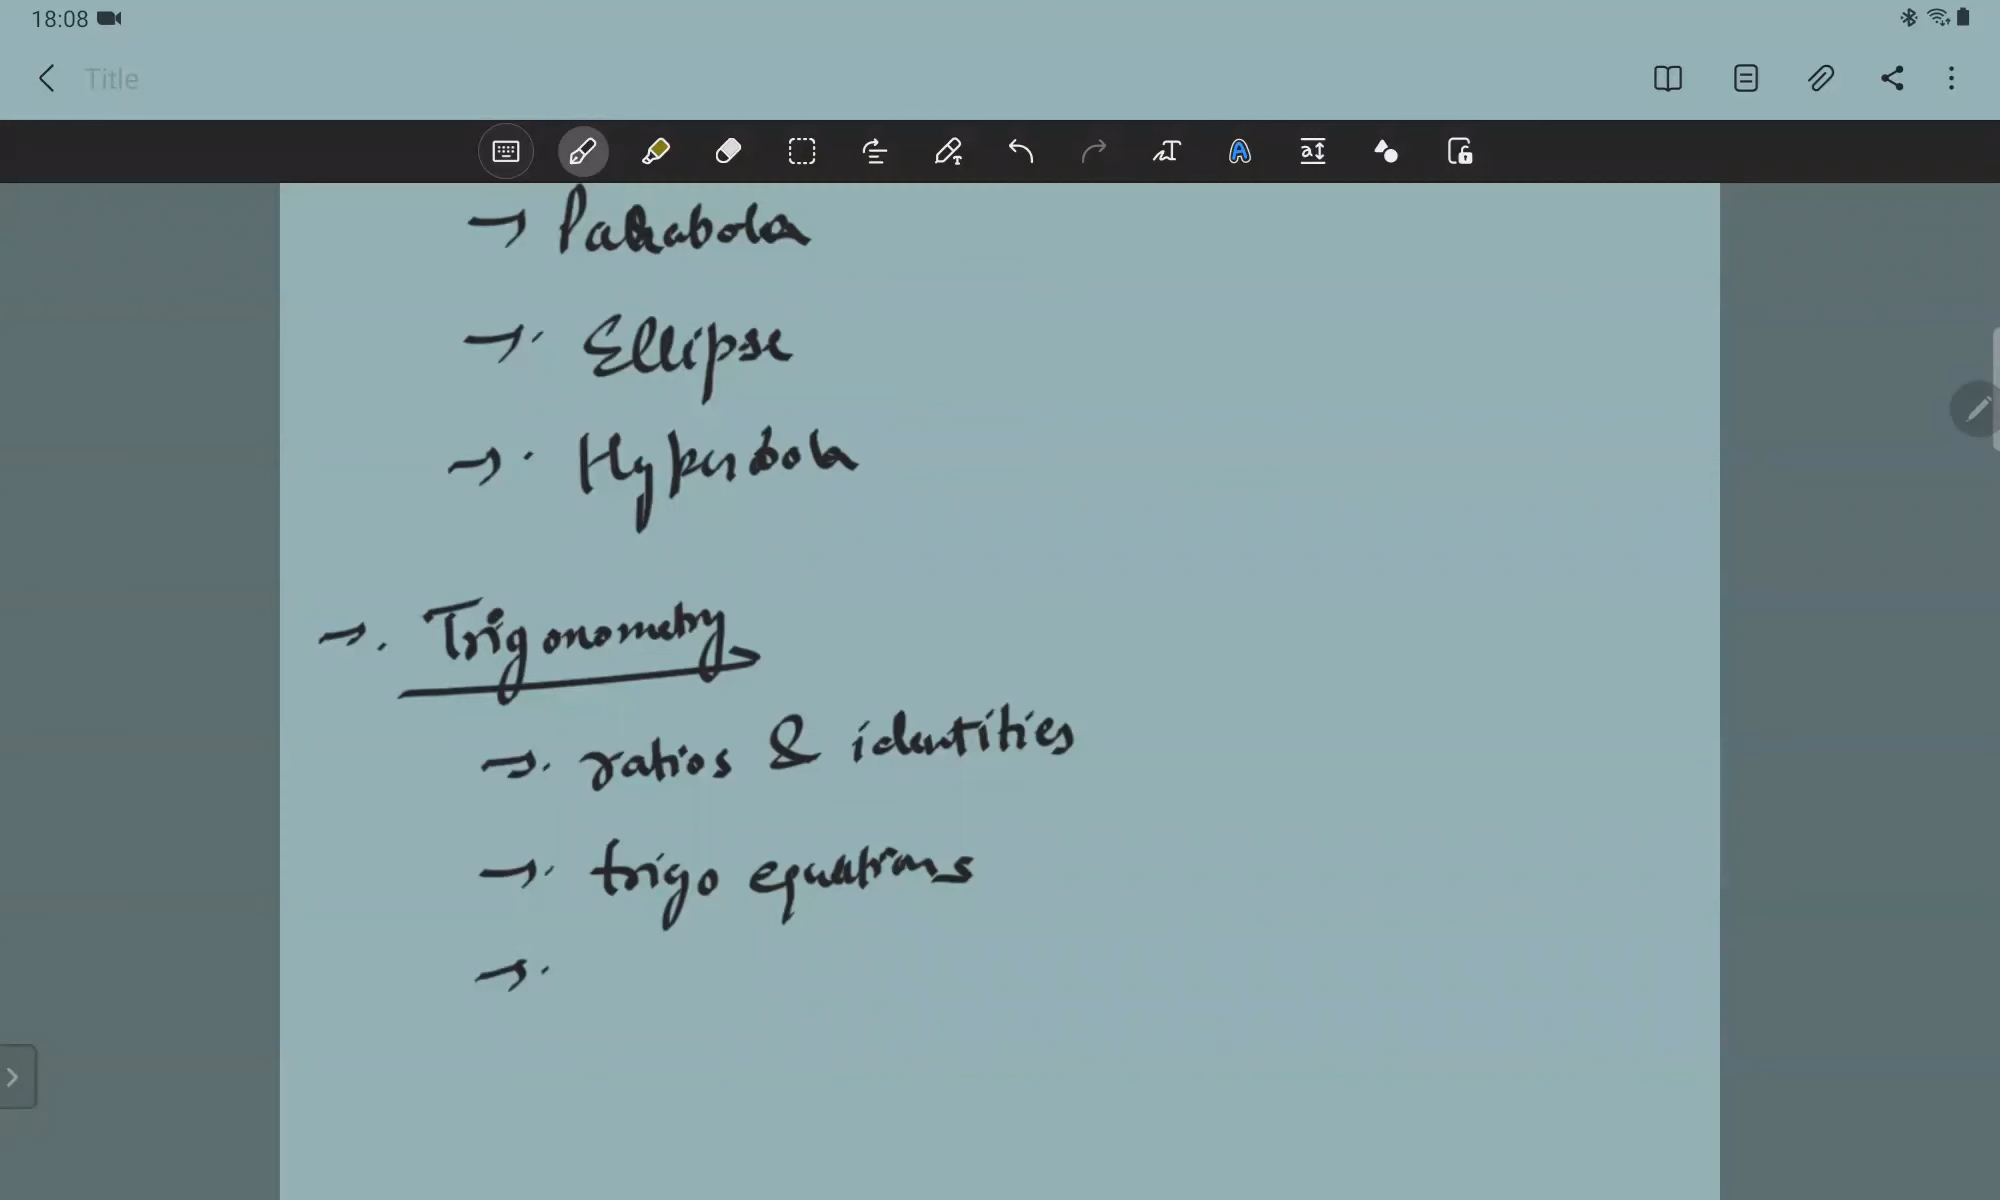 18:08
Title
→ Parabola
→· Ellipse
→· Hyperbola
→. Trigonometry
→. ratios & identities
→· trigo equations
→·